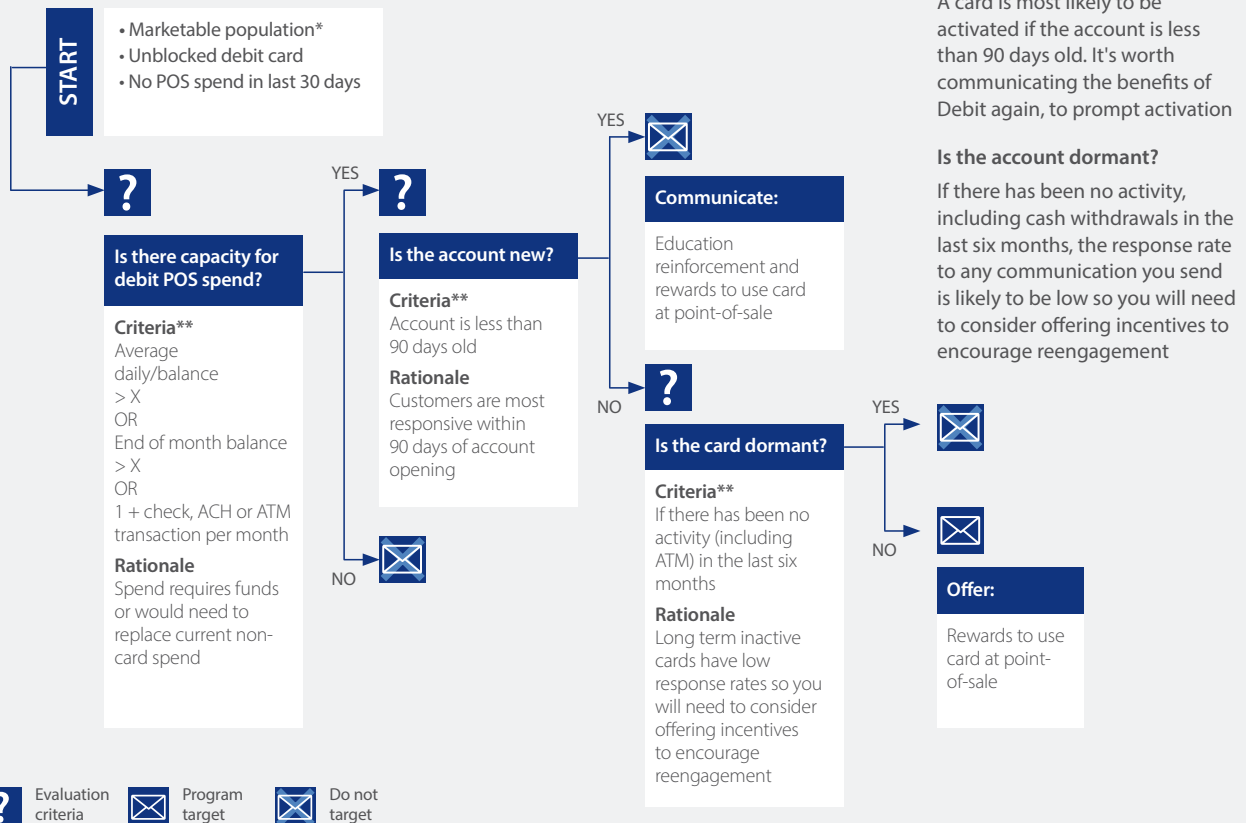 START
• Marketable population*
• Unblocked debit card
• No POS spend in last 30 days
?
Is there capacity for
debit POS spend?
Criteria**
Average
daily/balance
> X
OR
End of month balance
> X
OR
1 + check, ACH or ATM
transaction per month
Rationale
Spend requires funds
or would need to
replace current non-
card spend
YES
?
Is the account new?
Criteria**
Account is less than
90 days old
Rationale
Customers are most
responsive within
90 days of account
opening
NO
YES
Communicate:
Education
reinforcement and
rewards to use card
at point-of-sale
NO
?
Is the card dormant?
Criteria**
If there has been no
activity (including
ATM) in the last six
months
Rationale
Long term inactive
cards have low
response rates so you
will need to consider
offering incentives
to encourage
reengagement
YES
NO
Offer:
Rewards to use
card at point-
of-sale
A card is most likely to be
activated if the account is less
than 90 days old. It's worth
communicating the benefits of
Debit again, to prompt activation
Is the account dormant?
If there has been no activity,
including cash withdrawals in the
last six months, the response rate
to any communication you send
is likely to be low so you will need
to consider offering incentives to
encourage reengagement
?
Evaluation
criteria
Program
target
Do not
target